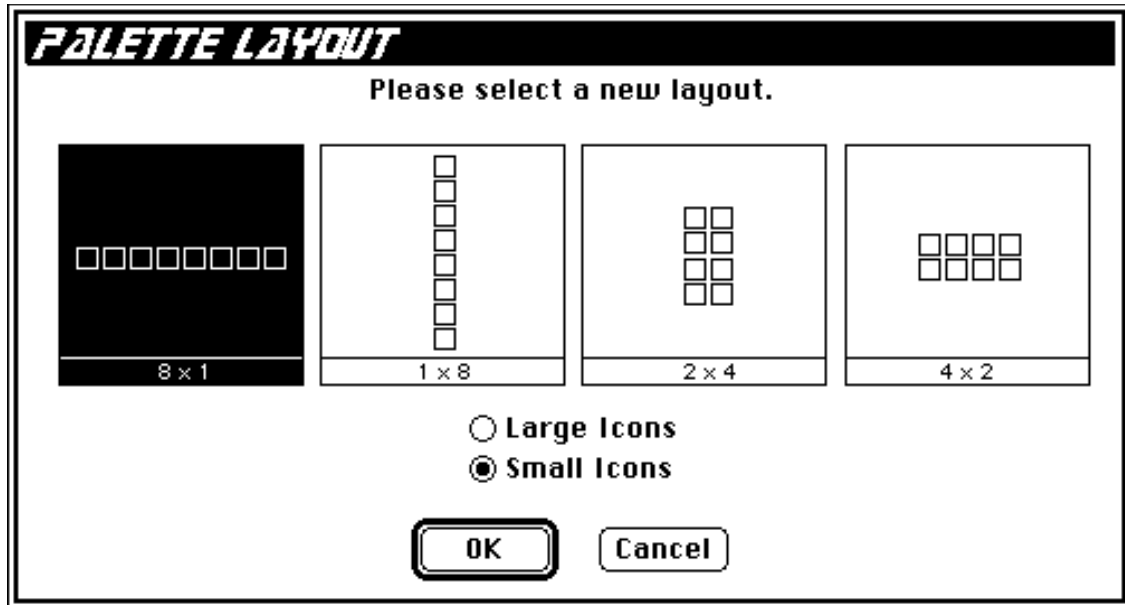 PALETTE LAYOUT
Please select a new layout.
8 x 1
1 x 8
2 x 4
4 x 2
Large Icons
Small Icons
OK
Cancel